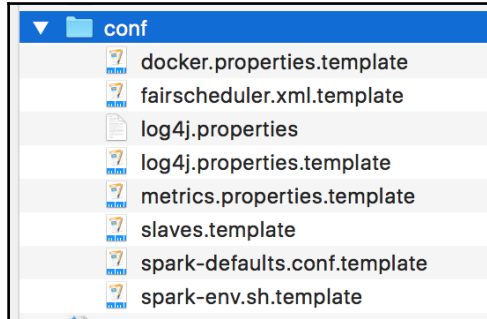 conf
docker.properties.template
fairscheduler.xml.template
log4j.properties
log4j.properties.template
metrics.properties.template
slaves.template
spark-defaults.conf.template
spark-env.sh.template